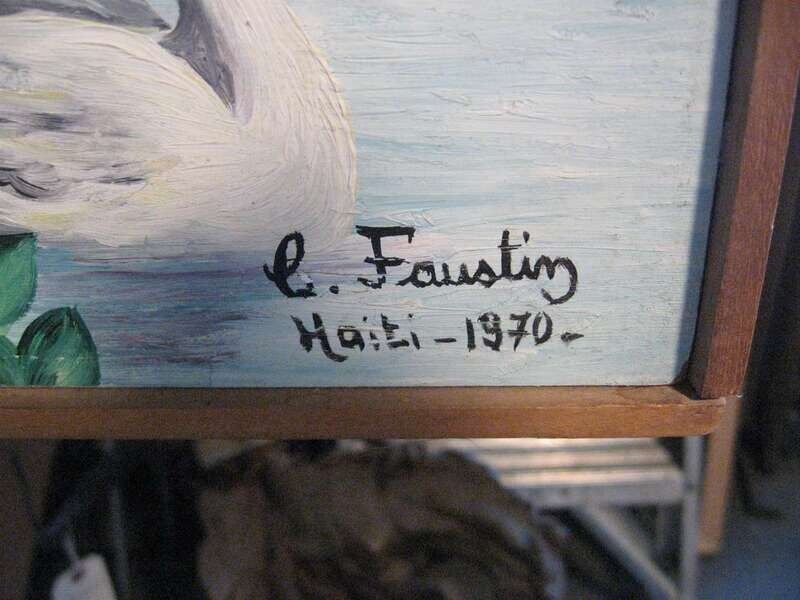 C. Faustin
Haiti - 1970 -